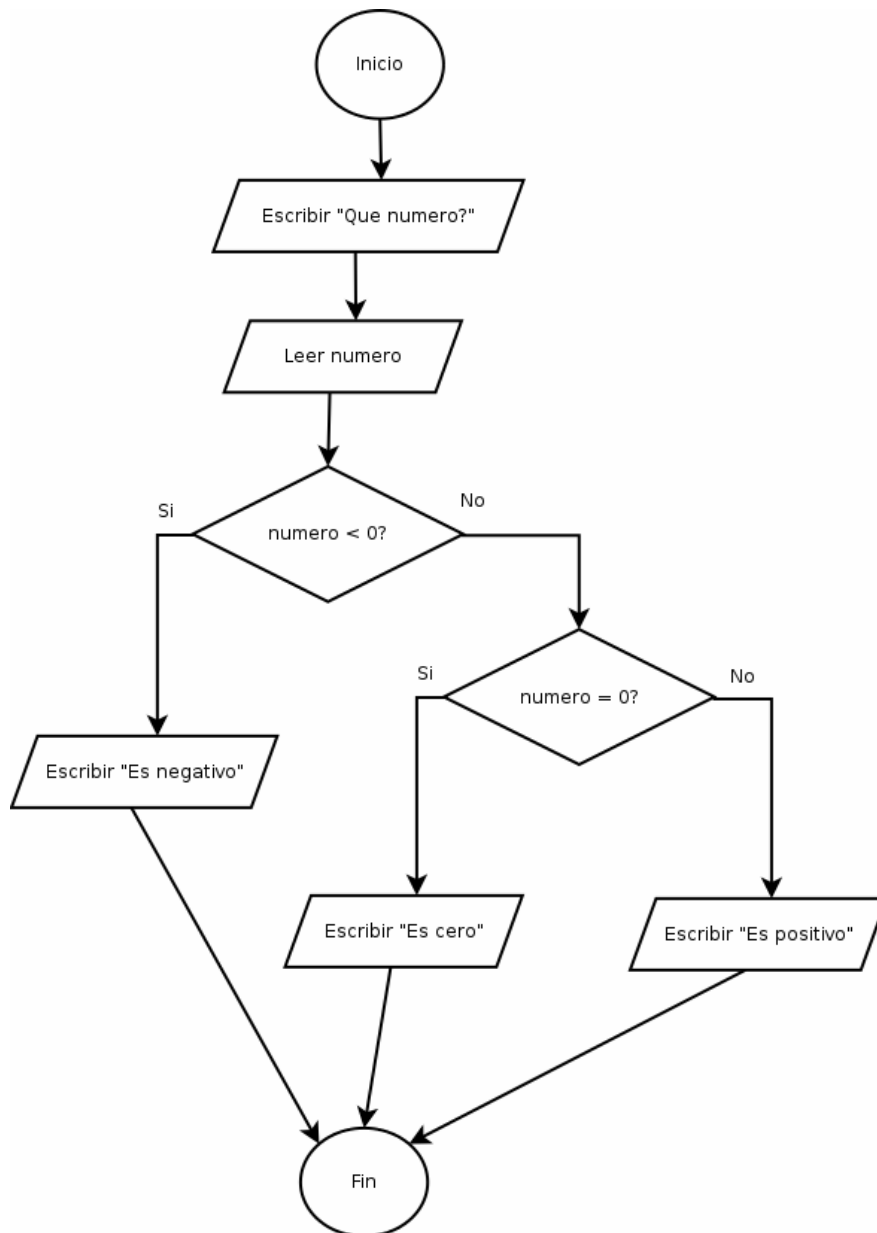 Inicio
Escribir "Que numero?"
Leer numero
Si
No
numero < 0?
Si
No
numero = 0?
Escribir "Es negativo"
Escribir "Es cero"
Escribir "Es positivo"
Fin